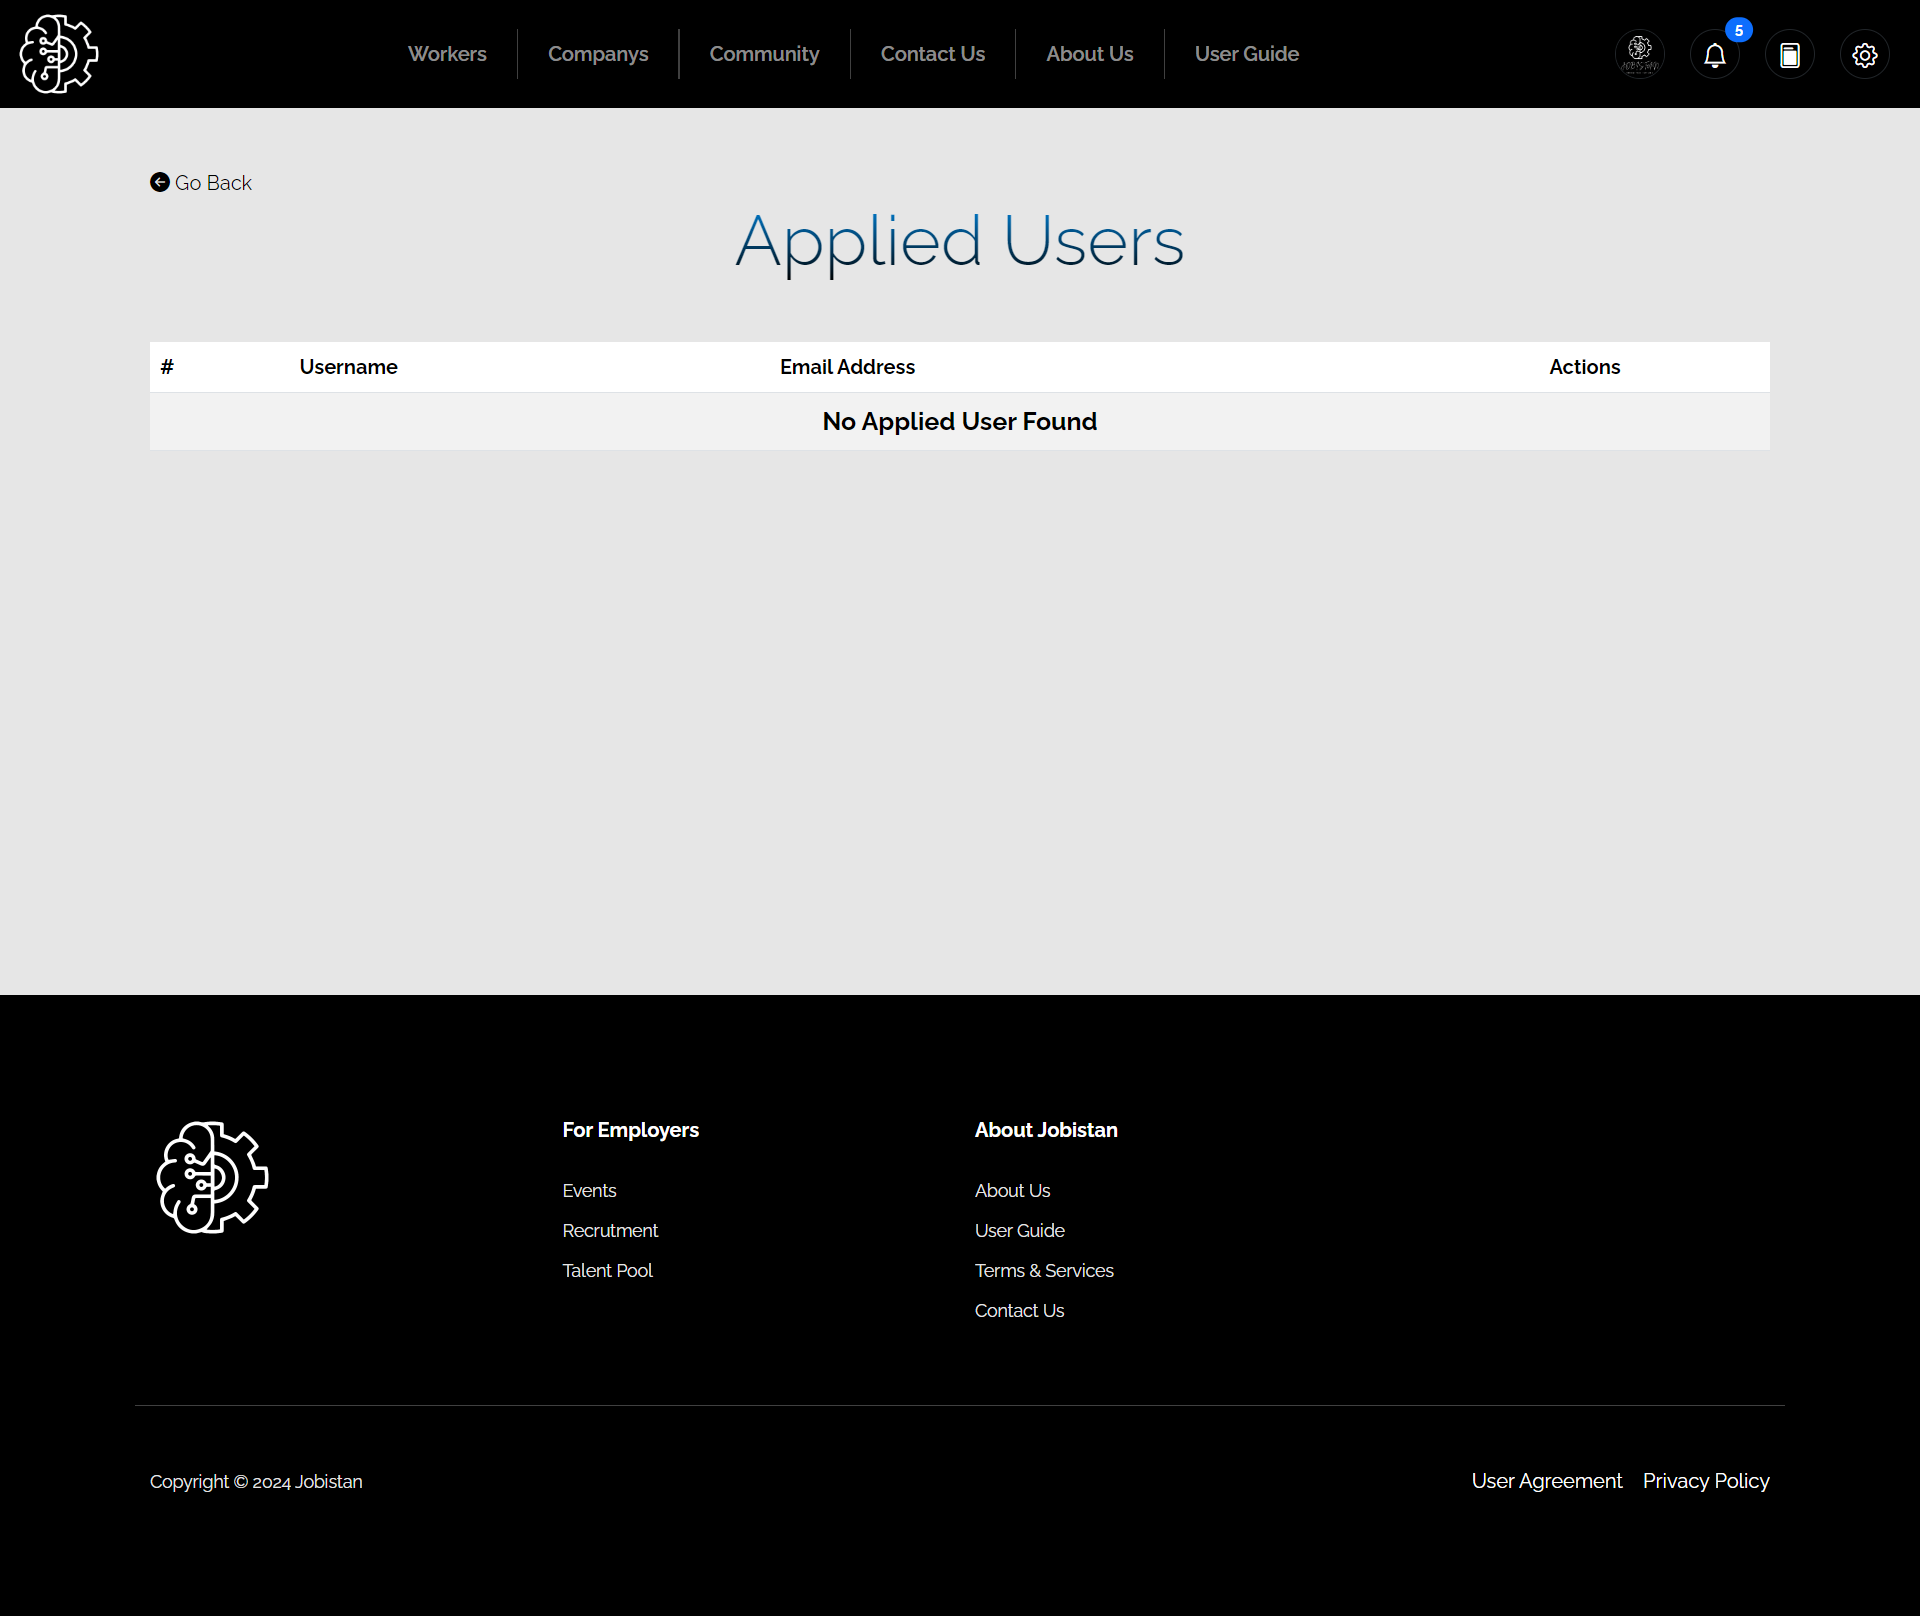 Workers
Companys
Community
Contact Us
About Us
User Guide
JOBISTAN
5
Go Back
Applied Users
# Username Email Address Actions
No Applied User Found
For Employers
Events
Recrutment
Talent Pool
About Jobistan
About Us
User Guide
Terms & Services
Contact Us
Copyright © 2024 Jobistan
User Agreement Privacy Policy